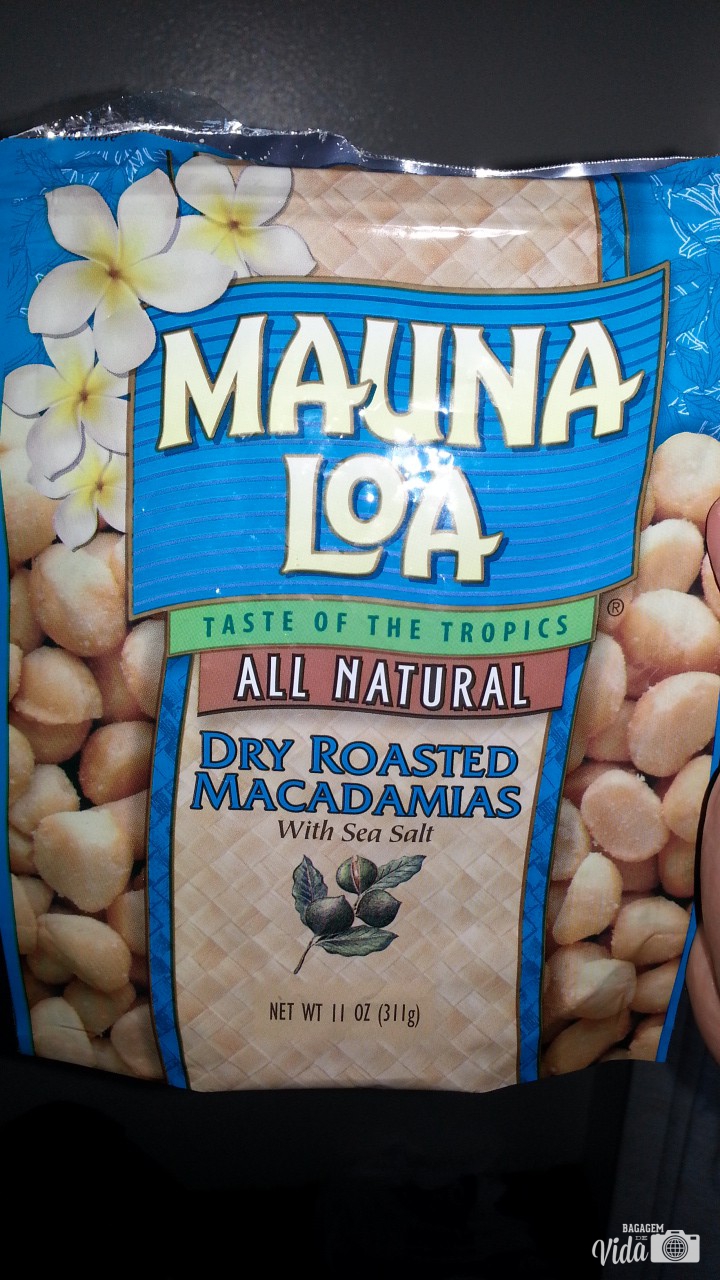 MAUNA
LOA
®
TASTE OF THE TROPICS
ALL NATURAL
DRY ROASTED
MACADAMIAS
With Sea Salt
NET WT 11 OZ (311g)
BAGAGEM
DE
Vida